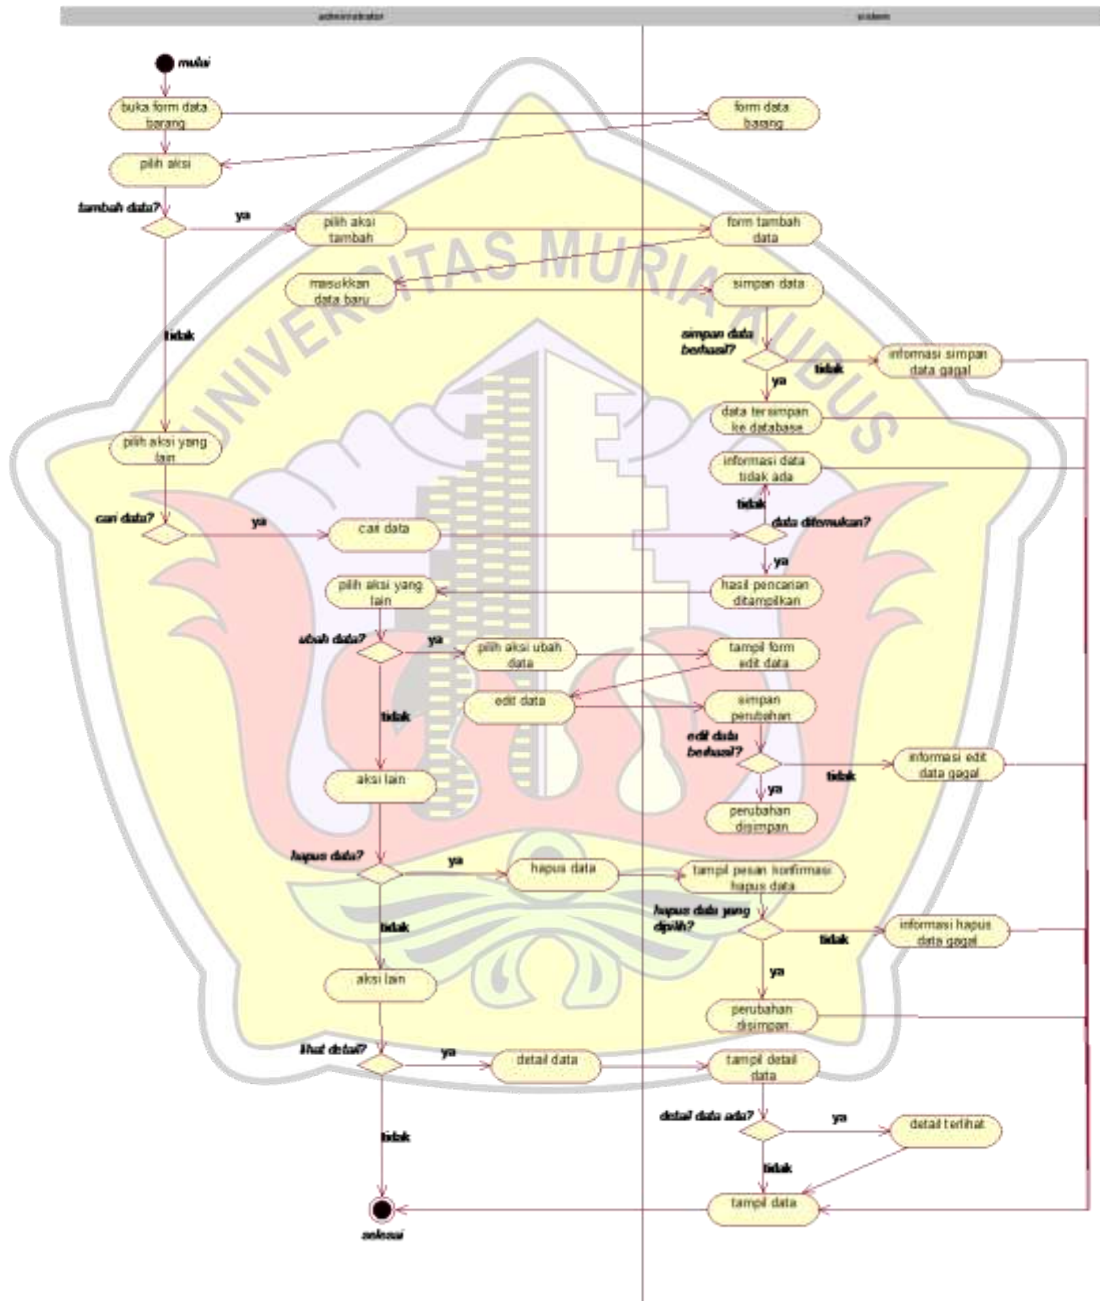 administrator
sistem
mulai
buka form data
barang
form data
barang
pilih aksi
tambah data?
ya
pilih aksi
tambah
form tambah
data
UNIVERSITAS MURIA KUDUS
masukkan
data baru
simpan data
tidak
simpan data
berhasil?
tidak
informasi simpan
data gagal
ya
data tersimpan
ke database
pilih aksi yang
lain
informasi data
tidak ada
tidak
cari data?
ya
cari data
data ditemukan?
ya
pilih aksi yang
lain
hasil pencarian
ditampilkan
ubah data?
ya
pilih aksi ubah
data
tampil form
edit data
edit data
simpan
perubahan
tidak
edit data
berhasil?
tidak
informasi edit
data gagal
aksi lain
ya
perubahan
disimpan
hapus data?
ya
hapus data
tampil pesan konfirmasi
hapus data
hapus data yang
dipilih?
tidak
informasi hapus
data gagal
tidak
ya
aksi lain
perubahan
disimpan
lihat detail?
ya
detail data
tampil detail
data
detail data ada?
ya
detail terlihat
tidak
tidak
tampil data
selesai